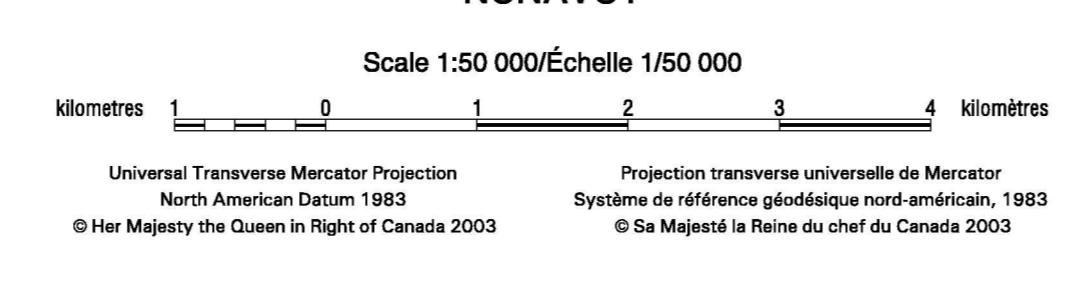 Scale 1:50 000/Échelle 1/50 000
kilometres 1 0 1 2 3 4 kilomètres
Universal Transverse Mercator Projection
North American Datum 1983
© Her Majesty the Queen in Right of Canada 2003
Projection transverse universelle de Mercator
Système de référence géodésique nord-américain, 1983
© Sa Majesté la Reine du chef du Canada 2003